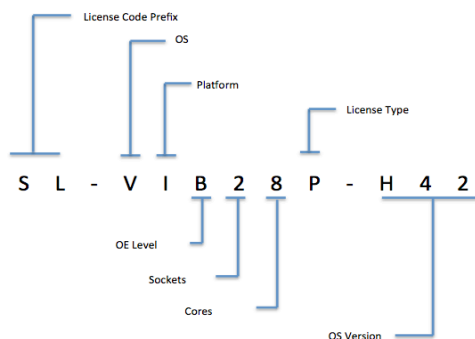 License Code Prefix
OS
Platform
License Type
S L - V I B 2 8 P - H 4 2
OE Level
Sockets
Cores
OS Version